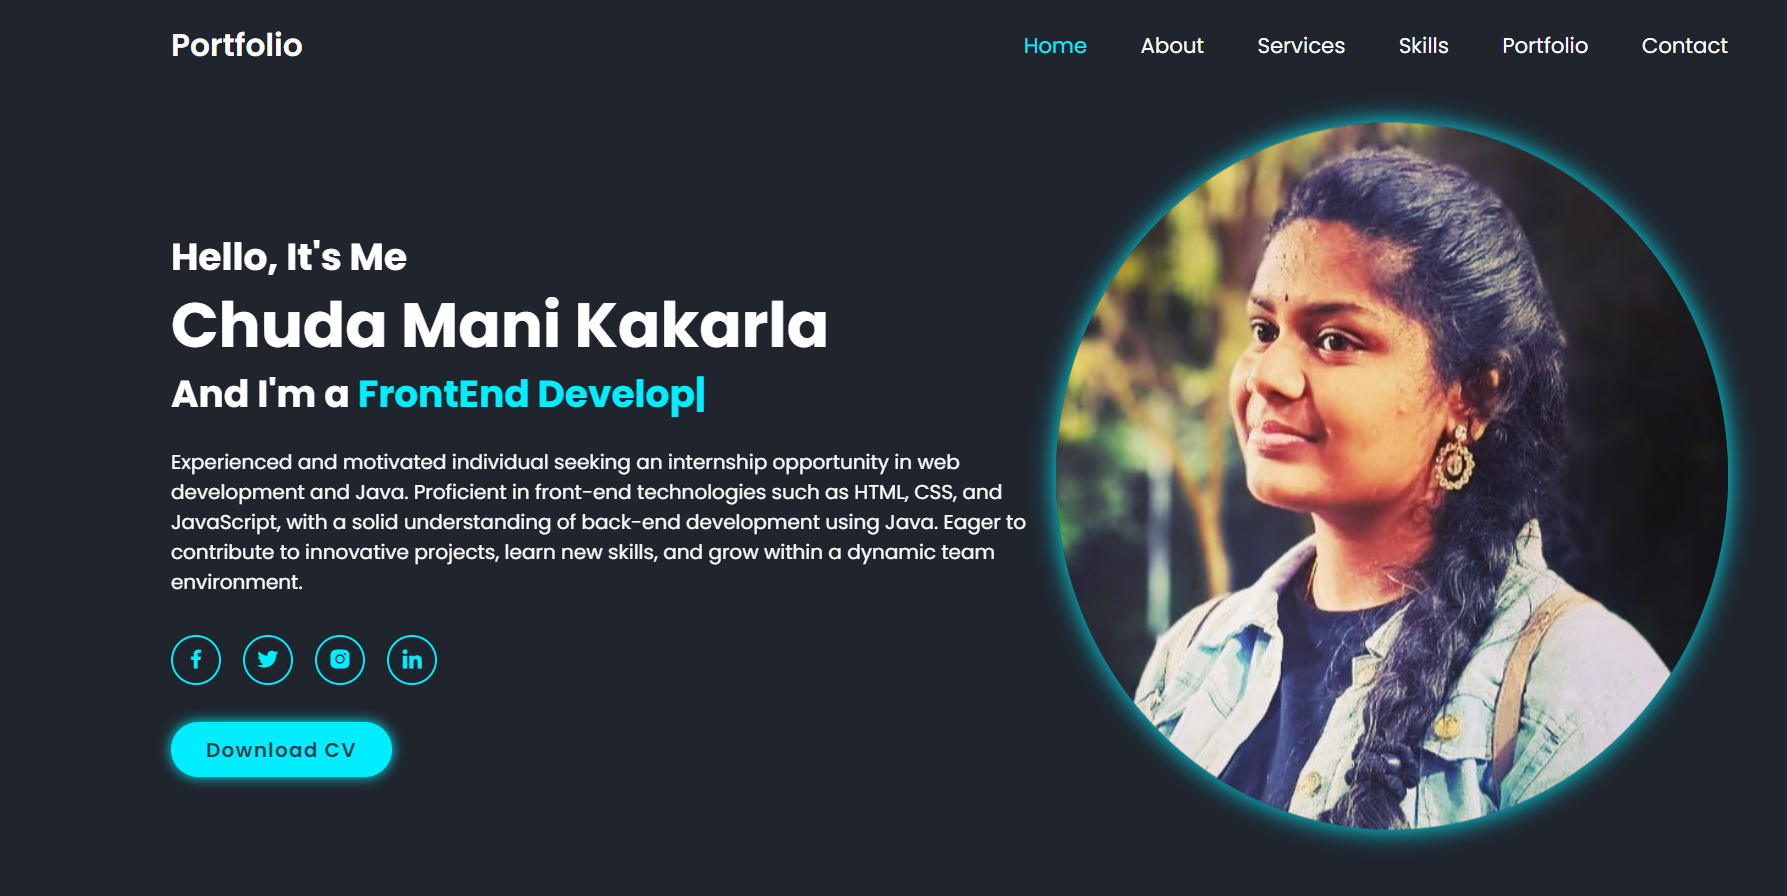 Portfolio
Home About Services Skills Portfolio Contact
Hello, It's Me
Chuda Mani Kakarla
And I'm a FrontEnd Develop|
Experienced and motivated individual seeking an internship opportunity in web
development and Java. Proficient in front-end technologies such as HTML, CSS, and
JavaScript, with a solid understanding of back-end development using Java. Eager to
contribute to innovative projects, learn new skills, and grow within a dynamic team
environment.
Download CV